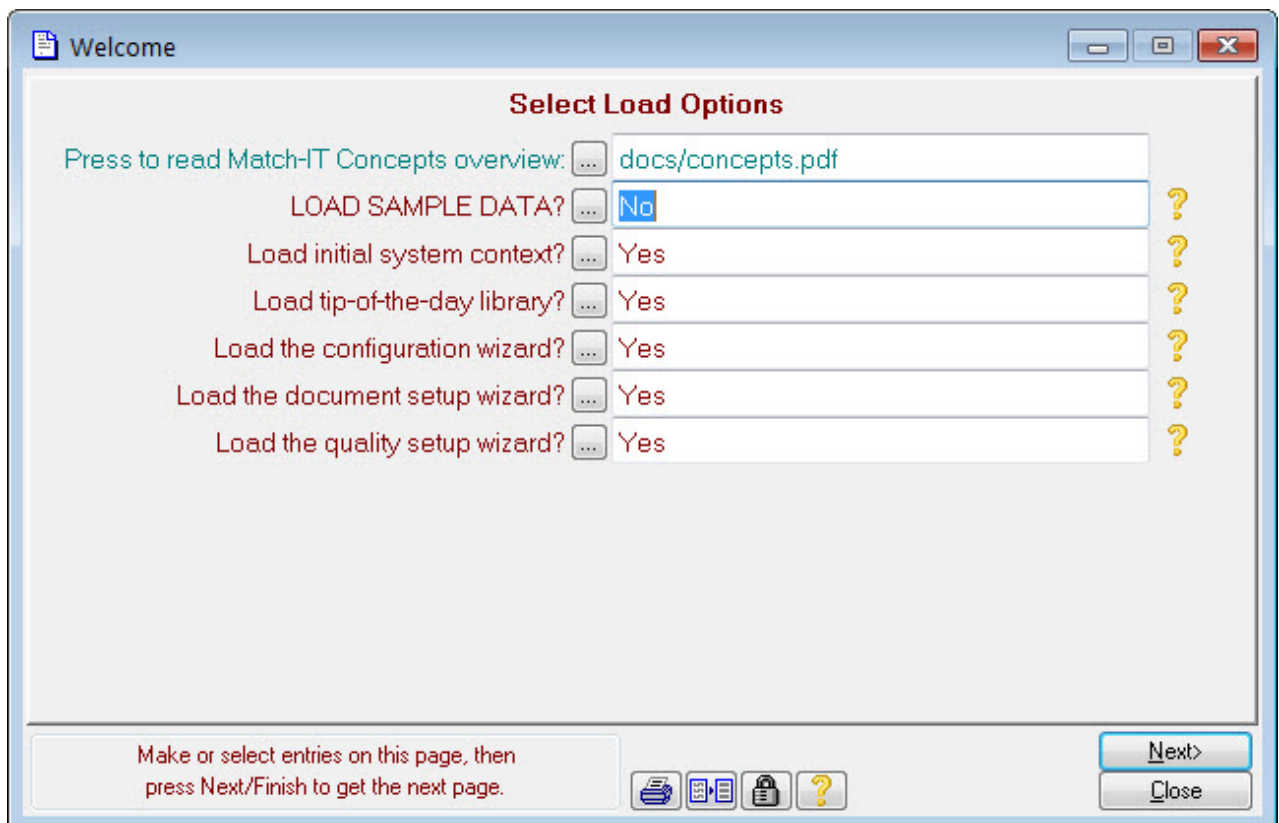 Welcome
Select Load Options
Press to read Match-IT Concepts overview: ... docs/concepts.pdf
LOAD SAMPLE DATA? ... No ?
Load initial system context? ... Yes ?
Load tip-of-the-day library? ... Yes ?
Load the configuration wizard? ... Yes ?
Load the document setup wizard? ... Yes ?
Load the quality setup wizard? ... Yes ?
Make or select entries on this page, then
press Next/Finish to get the next page.
?
Next>
Close